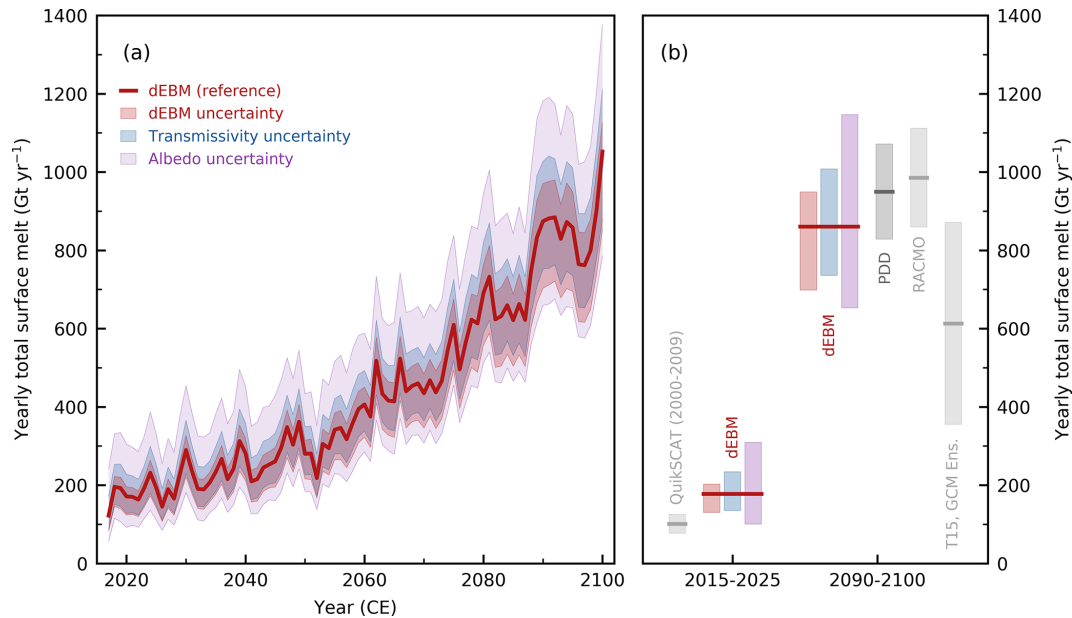 (a)
dEBM (reference)
dEBM uncertainty
Transmissivity uncertainty
Albedo uncertainty
Yearly total surface melt (Gt yr⁻¹)
1400
1200
1000
800
600
400
200
0
2020
2040
2060
2080
2100
Year (CE)
(b)
QuikSCAT (2000-2009)
dEBM
dEBM
PDD
RACMO
T15, GCM Ens.
2015-2025
2090-2100
1400
1200
1000
800
600
400
200
0
Yearly total surface melt (Gt yr⁻¹)